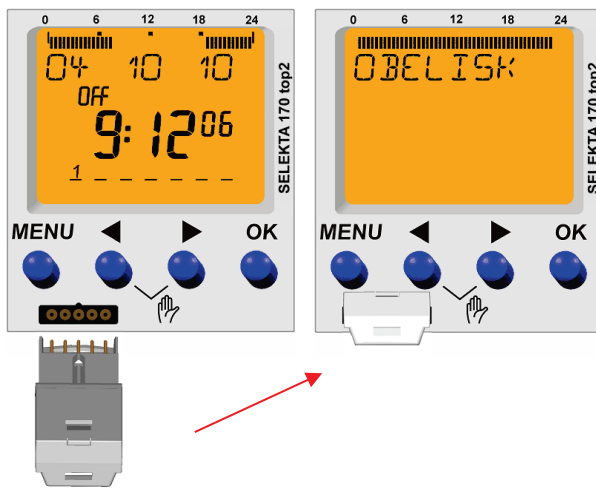 0 6 12 18 24
04 10 10
OFF
9:12 06
1
SELEKTA 170 top2
MENU OK
0 6 12 18 24
OBELISK
SELEKTA 170 top2
MENU OK